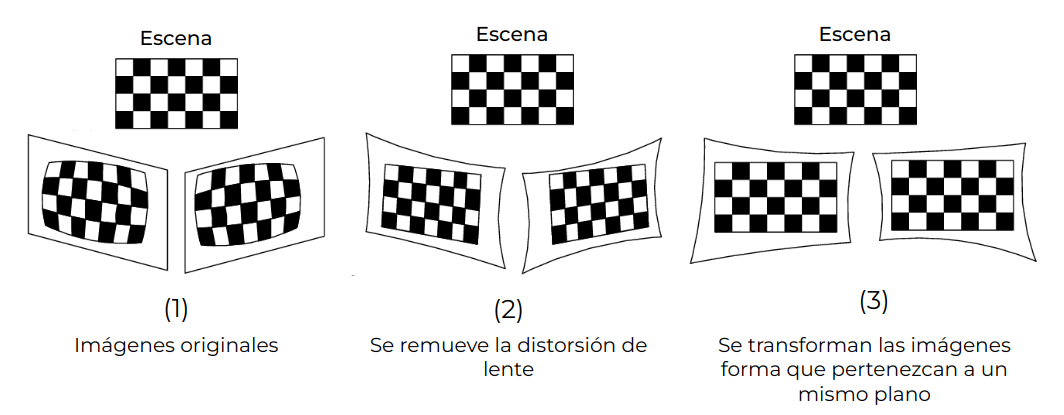 Escena
(1)
Imágenes originales
Escena
(2)
Se remueve la distorsión de
lente
Escena
(3)
Se transforman las imágenes
forma que pertenezcan a un
mismo plano